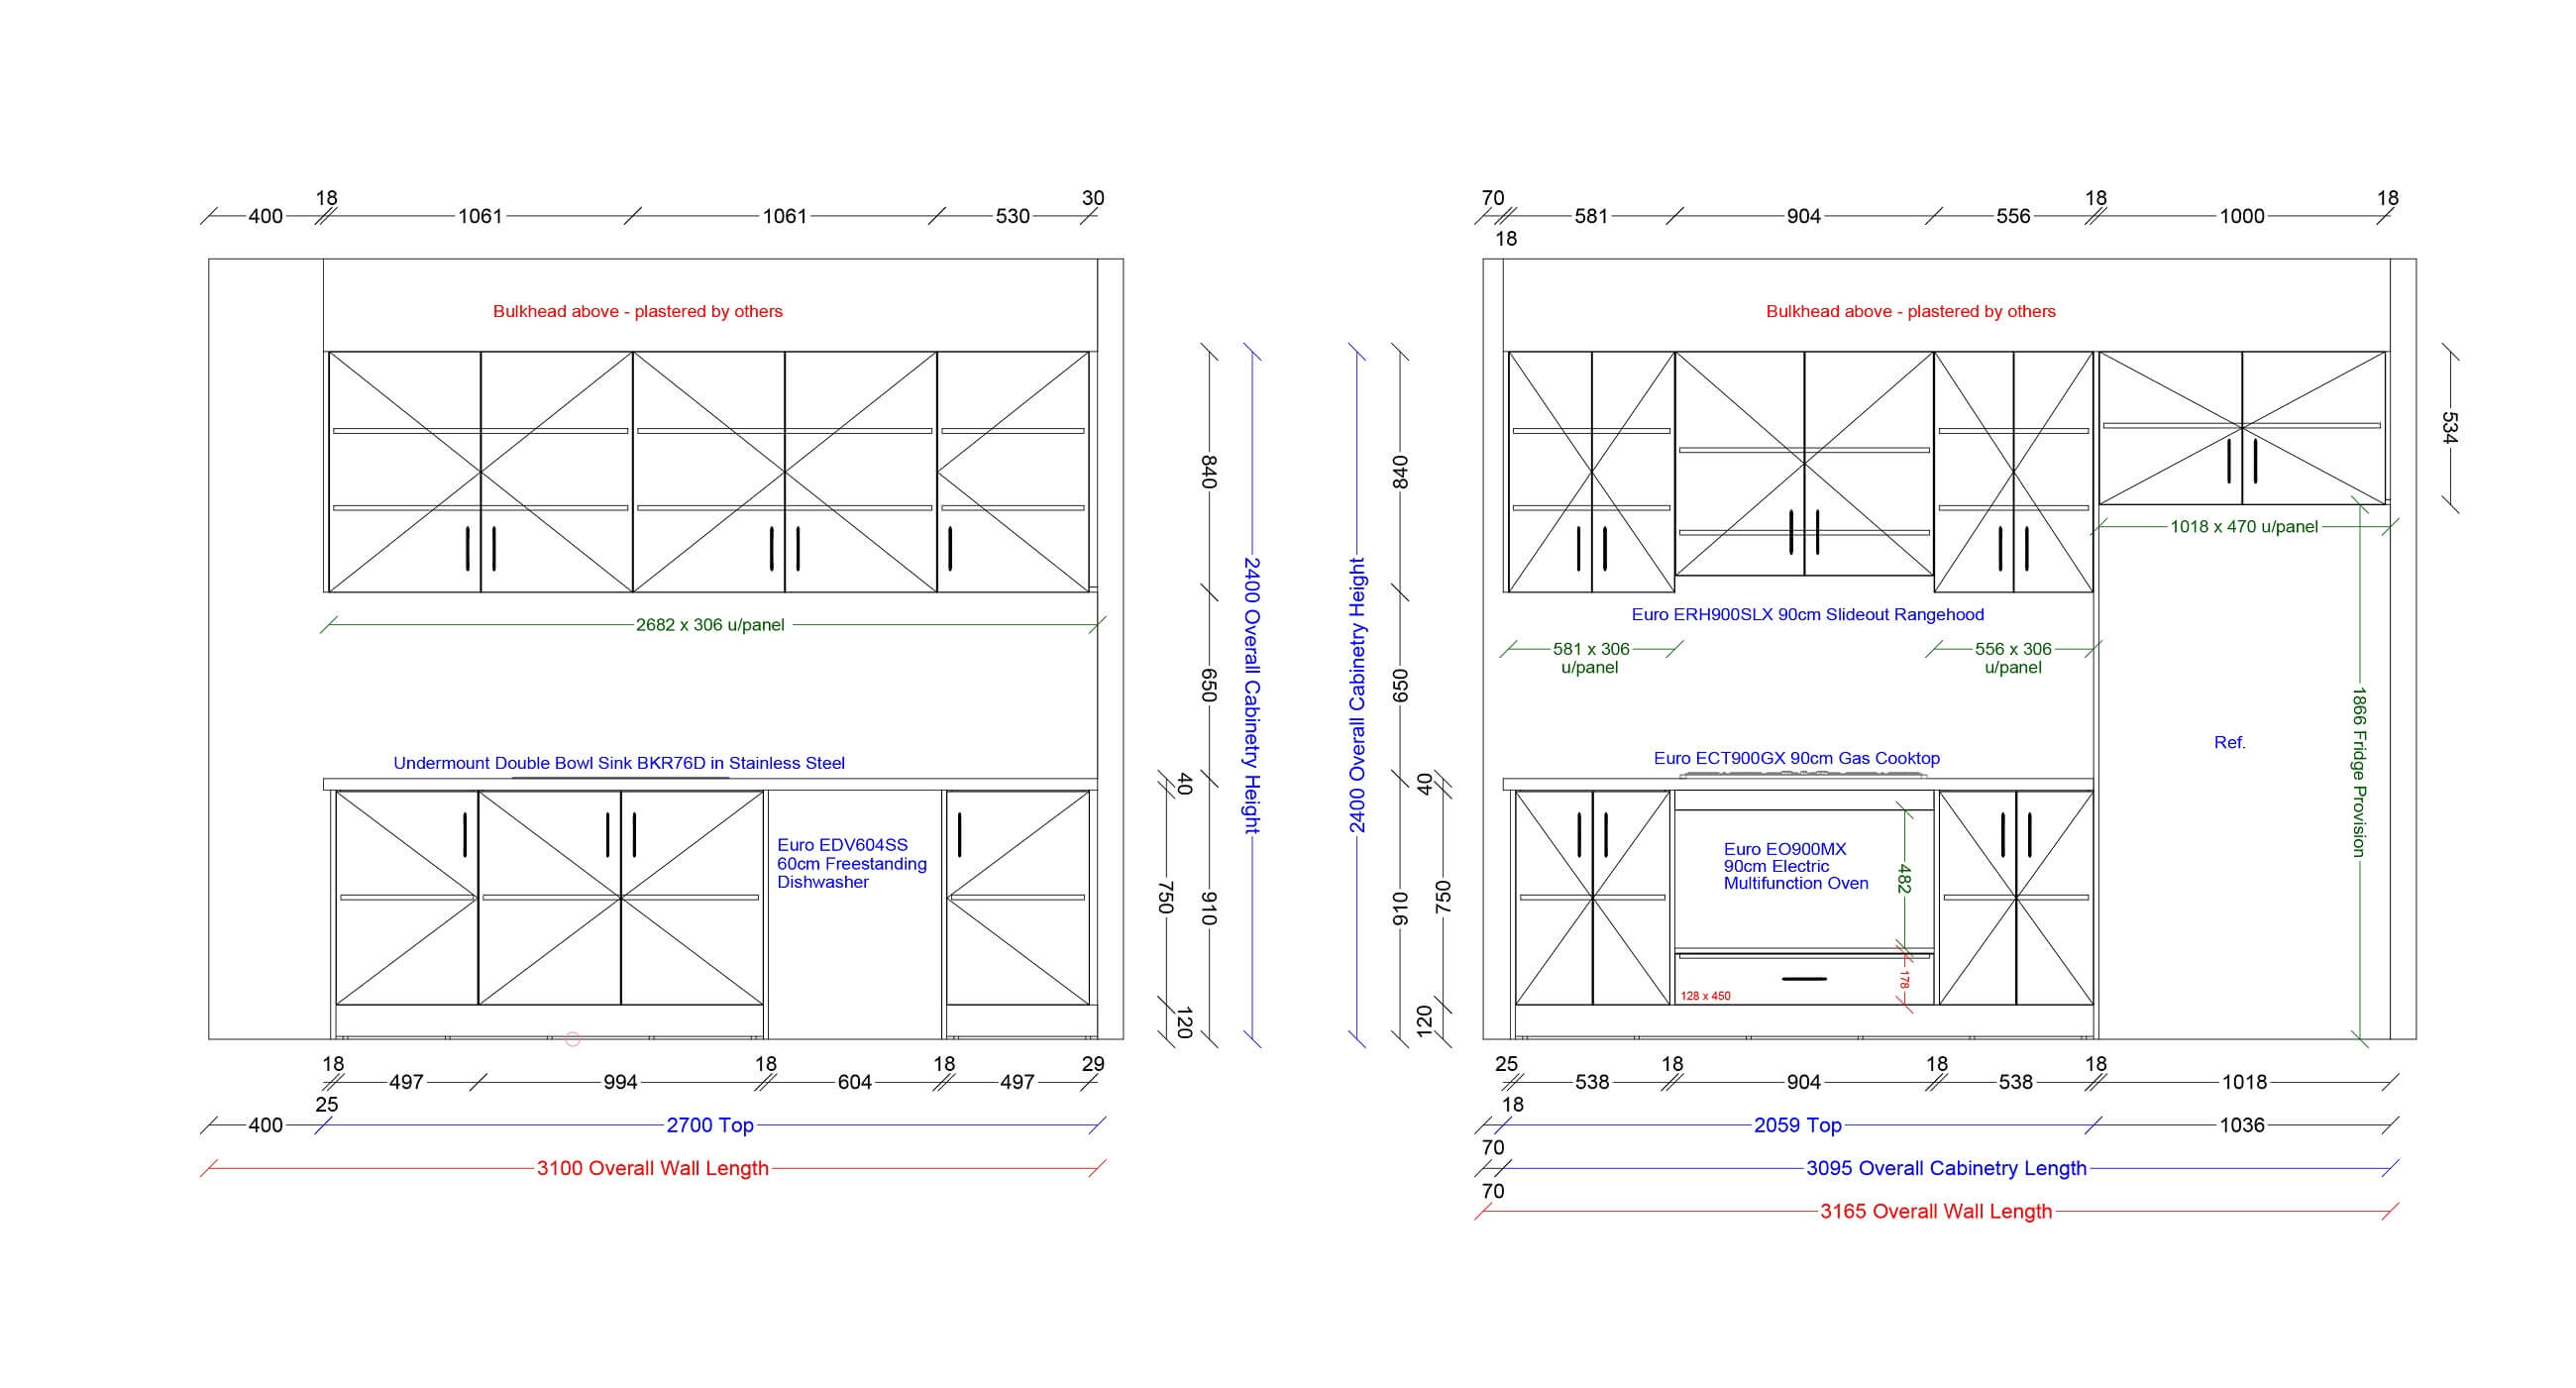 18
30
400
1061
1061
530
Bulkhead above - plastered by others
840
2682 x 306 u/panel
650
2400 Overall Cabinetry Height
Undermount Double Bowl Sink BKR76D in Stainless Steel
40
Euro EDV604SS
60cm Freestanding
Dishwasher
750
910
120
18
18
18
29
497
994
604
497
25
400
2700 Top
3100 Overall Wall Length
70
18
18
581
904
556
1000
18
Bulkhead above - plastered by others
840
534
1018 x 470 u/panel
2400 Overall Cabinetry Height
Euro ERH900SLX 90cm Slideout Rangehood
581 x 306
u/panel
556 x 306
u/panel
650
1866 Fridge Provision
Ref.
Euro ECT900GX 90cm Gas Cooktop
40
Euro EO900MX
90cm Electric
Multifunction Oven
482
910
750
178
128 x 450
120
25
18
18
18
538
904
538
1018
18
2059 Top
1036
70
3095 Overall Cabinetry Length
70
3165 Overall Wall Length